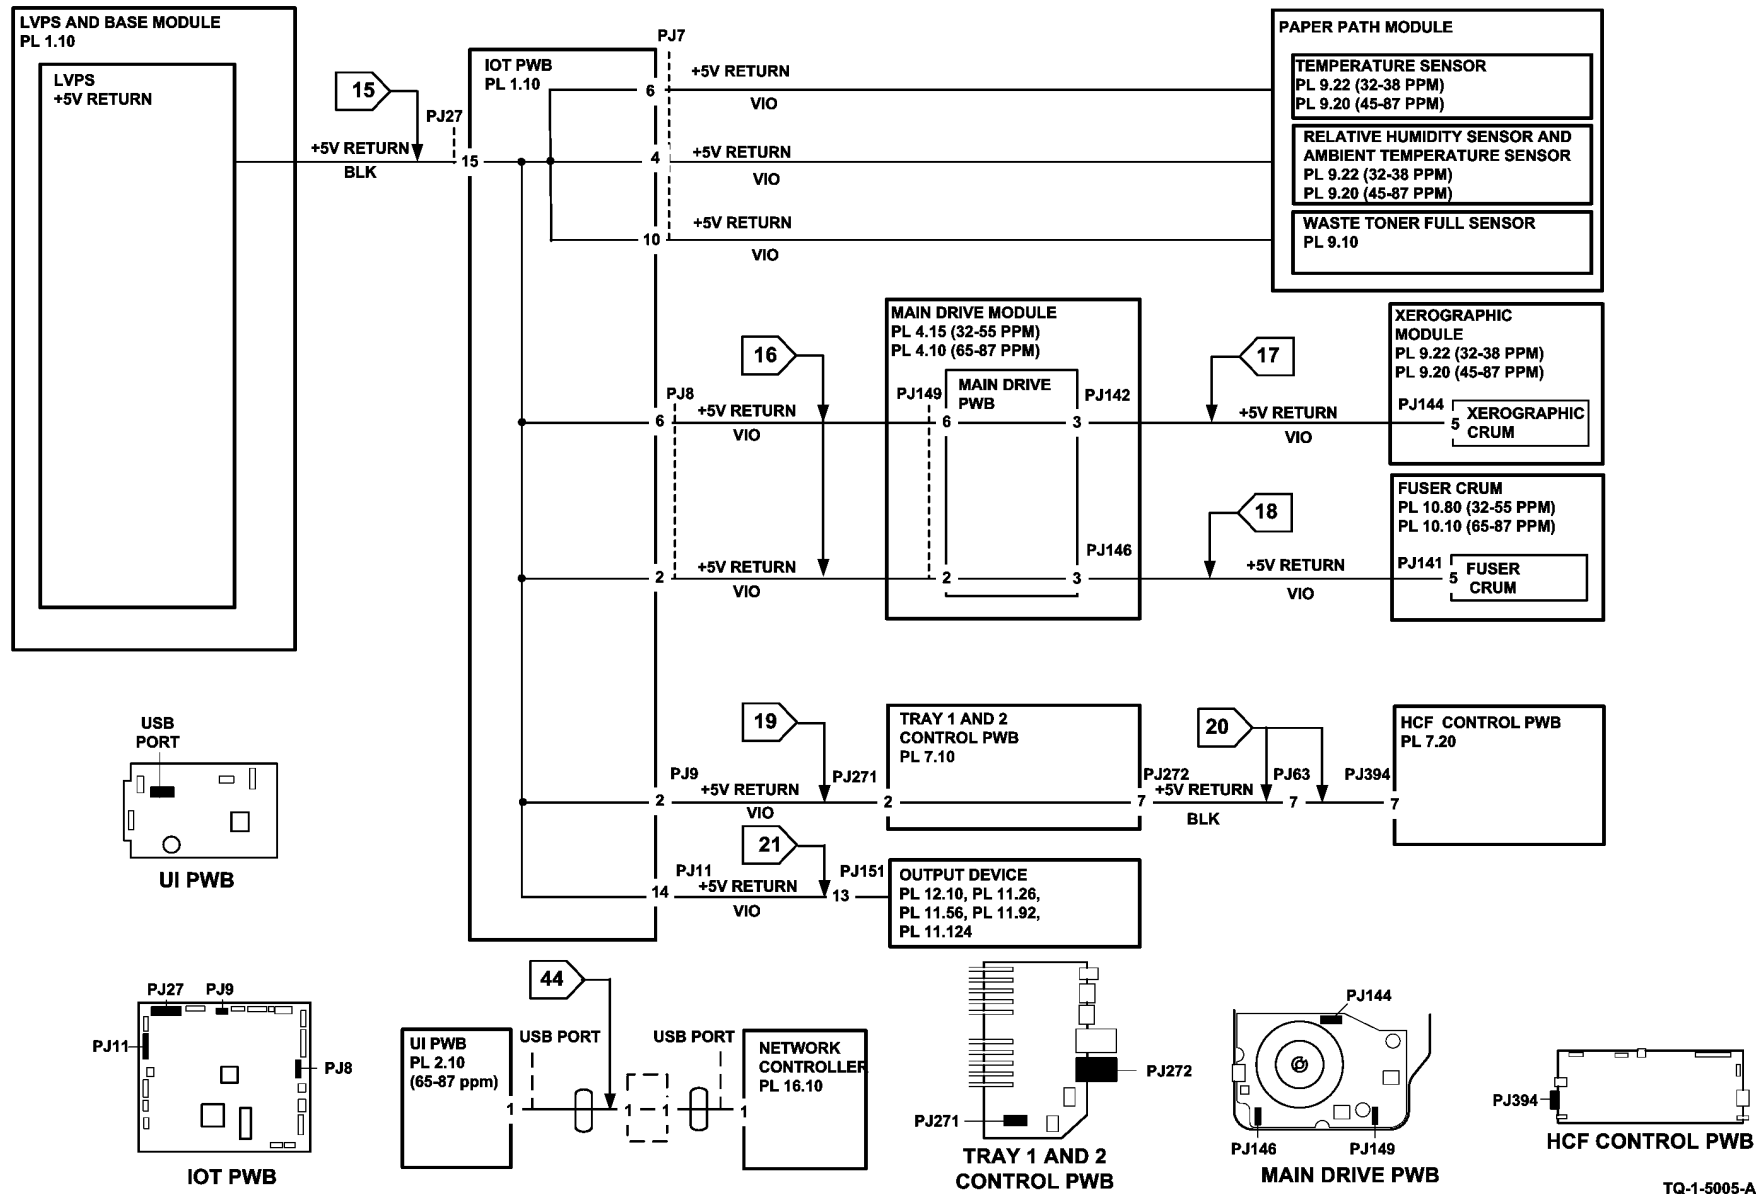 LVPS AND BASE MODULE
PL 1.10
LVPS
+5V RETURN
15
+5V RETURN
BLK
PJ27
15
IOT PWB
PL 1.10
PJ7
6
+5V RETURN
VIO
4
+5V RETURN
VIO
10
+5V RETURN
VIO
PAPER PATH MODULE
TEMPERATURE SENSOR
PL 9.22 (32-38 PPM)
PL 9.20 (45-87 PPM)
RELATIVE HUMIDITY SENSOR AND
AMBIENT TEMPERATURE SENSOR
PL 9.22 (32-38 PPM)
PL 9.20 (45-87 PPM)
WASTE TONER FULL SENSOR
PL 9.10
16
PJ8
6
+5V RETURN
VIO
2
+5V RETURN
VIO
MAIN DRIVE MODULE
PL 4.15 (32-55 PPM)
PL 4.10 (65-87 PPM)
PJ149
MAIN DRIVE
PWB
PJ142
6
3
2
3
PJ146
17
+5V RETURN
VIO
XEROGRAPHIC
MODULE
PL 9.22 (32-38 PPM)
PL 9.20 (45-87 PPM)
PJ144
5
XEROGRAPHIC
CRUM
18
+5V RETURN
VIO
FUSER CRUM
PL 10.80 (32-55 PPM)
PL 10.10 (65-87 PPM)
PJ141
5
FUSER
CRUM
19
PJ9
2
+5V RETURN
VIO
PJ271
2
TRAY 1 AND 2
CONTROL PWB
PL 7.10
PJ272
7
+5V RETURN
BLK
20
PJ63
7
PJ394
7
HCF CONTROL PWB
PL 7.20
21
PJ11
14
+5V RETURN
VIO
PJ151
13
OUTPUT DEVICE
PL 12.10, PL 11.26,
PL 11.56, PL 11.92,
PL 11.124
USB
PORT
UI PWB
PJ27
PJ9
PJ11
PJ8
IOT PWB
44
UI PWB
PL 2.10
(65-87 ppm)
1
USB PORT
1
1
USB PORT
1
NETWORK
CONTROLLER
PL 16.10
PJ272
PJ271
TRAY 1 AND 2
CONTROL PWB
PJ144
PJ146
PJ149
MAIN DRIVE PWB
PJ394
HCF CONTROL PWB
TQ-1-5005-A